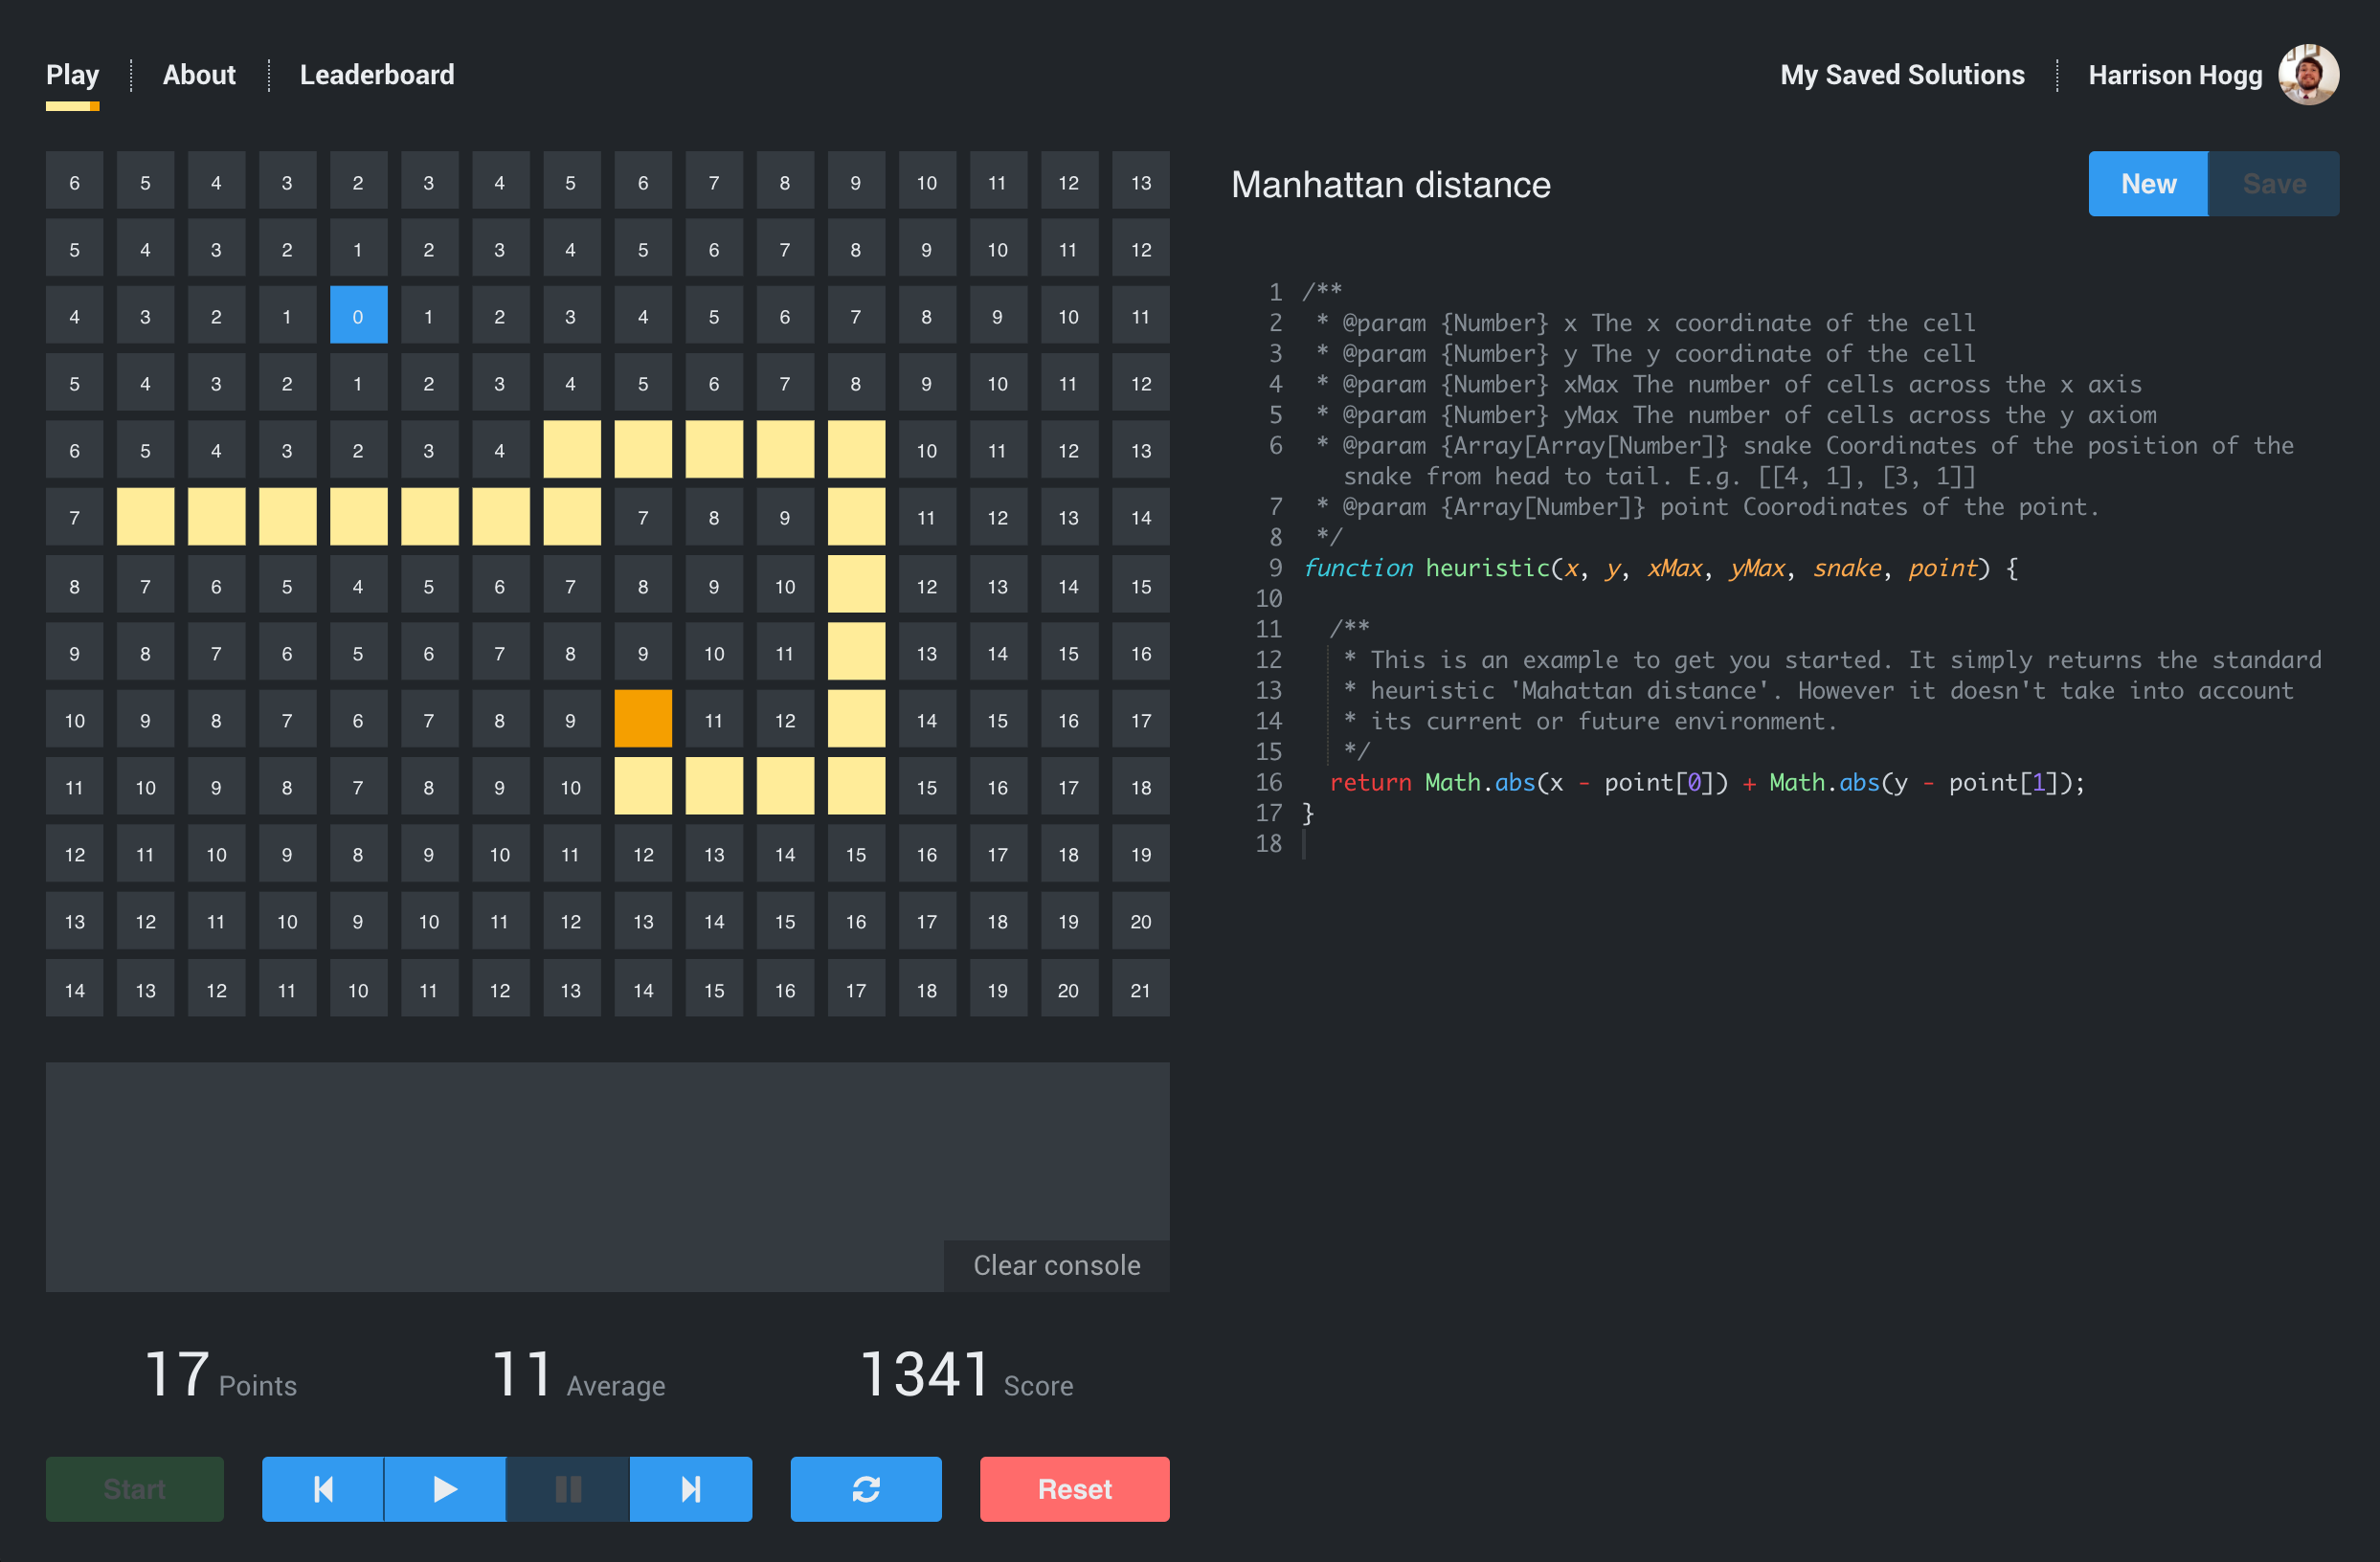 Play About Leaderboard My Saved Solutions Harrison Hogg
6 5 4 3 2 3 4 5 6 7 8 9 10 11 12 13
5 4 3 2 1 2 3 4 5 6 7 8 9 10 11 12
4 3 2 1 0 1 2 3 4 5 6 7 8 9 10 11
5 4 3 2 1 2 3 4 5 6 7 8 9 10 11 12
6 5 4 3 2 3 4 10 11 12 13
7 7 8 9 11 12 13 14
8 7 6 5 4 5 6 7 8 9 10 12 13 14 15
9 8 7 6 5 6 7 8 9 10 11 13 14 15 16
10 9 8 7 6 7 8 9 11 12 14 15 16 17
11 10 9 8 7 8 9 10 15 16 17 18
12 11 10 9 8 9 10 11 12 13 14 15 16 17 18 19
13 12 11 10 9 10 11 12 13 14 15 16 17 18 19 20
14 13 12 11 10 11 12 13 14 15 16 17 18 19 20 21
Clear console
17 Points 11 Average 1341 Score
Start Reset
Manhattan distance New Save
1 /**
2 * @param {Number} x The x coordinate of the cell
3 * @param {Number} y The y coordinate of the cell
4 * @param {Number} xMax The number of cells across the x axis
5 * @param {Number} yMax The number of cells across the y axiom
6 * @param {Array[Array[Number]} snake Coordinates of the position of the
snake from head to tail. E.g. [[4, 1], [3, 1]]
7 * @param {Array[Number]} point Coorodinates of the point.
8 */
9 function heuristic(x, y, xMax, yMax, snake, point) {
10
11 /**
12 * This is an example to get you started. It simply returns the standard
13 * heuristic 'Mahattan distance'. However it doesn't take into account
14 * its current or future environment.
15 */
16 return Math.abs(x - point[0]) + Math.abs(y - point[1]);
17 }
18